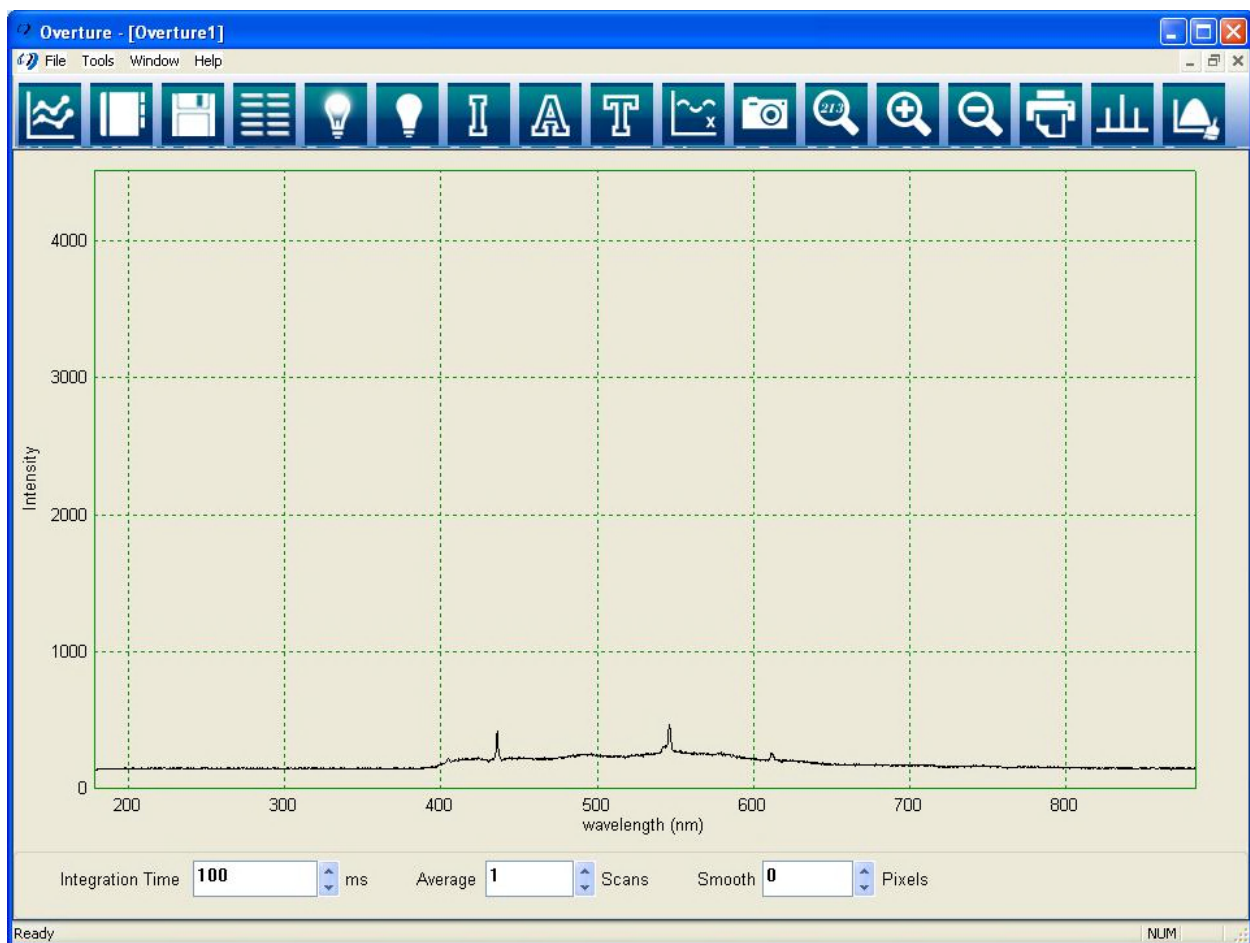 Overture - [Overture1]
File Tools Window Help
I A T x 213
4000
3000
2000
1000
0
Intensity
200 300 400 500 600 700 800
wavelength (nm)
Integration Time 100 ms Average 1 Scans Smooth 0 Pixels
Ready NUM